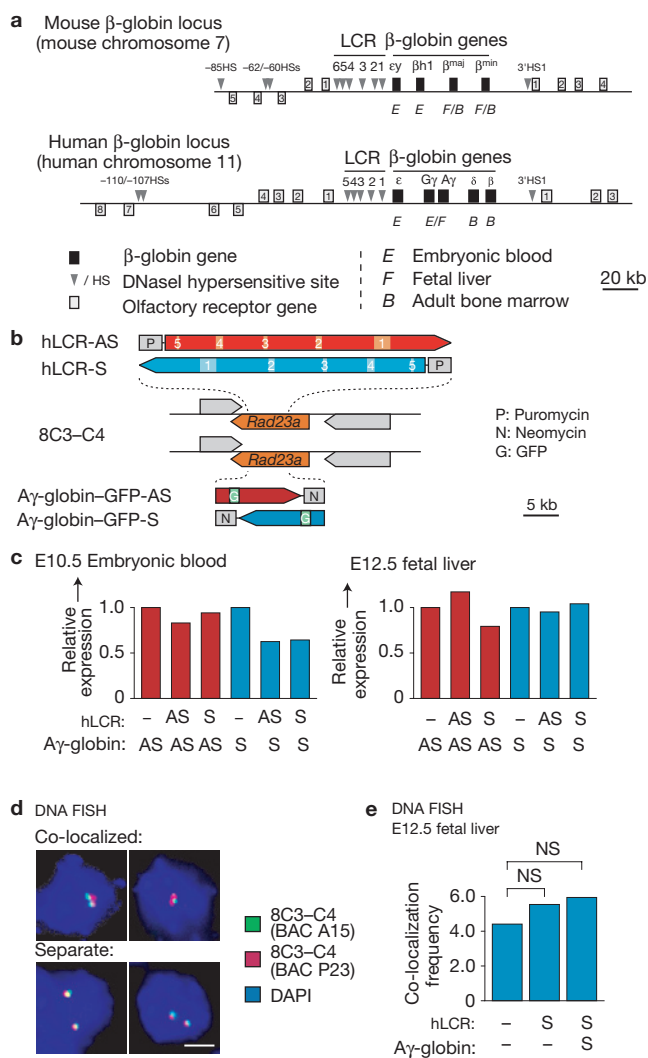 a
Mouse β-globin locus
(mouse chromosome 7)
LCR β-globin genes
–85HS –62/–60HSs 654 3 21 εy βh1 βmaj βmin 3'HS1
2 1 1 2 3 4
5 4 3
E E F/B F/B
Human β-globin locus
(human chromosome 11)
LCR β-globin genes
–110/–107HSs 543 2 1 ε Gγ Aγ δ β 3'HS1
4 3 2 1 1 2 3
8 7 6 5
E E/F B B
β-globin gene
/ HS DNaseI hypersensitive site
Olfactory receptor gene
E Embryonic blood
F Fetal liver
B Adult bone marrow
20 kb
b
hLCR-AS P 5 4 3 2 1
hLCR-S 1 2 3 4 5 P
8C3–C4
Rad23a
Rad23a
P: Puromycin
N: Neomycin
G: GFP
Aγ-globin–GFP-AS G N
Aγ-globin–GFP-S N G
5 kb
c E10.5 Embryonic blood
Relative
expression
1.0
0.5
0
hLCR: – AS S – AS S
Aγ-globin: AS AS AS S S S
E12.5 fetal liver
Relative
expression
1.0
0.5
0
– AS S – AS S
AS AS AS S S S
d DNA FISH
Co-localized:
Separate:
8C3–C4
(BAC A15)
8C3–C4
(BAC P23)
DAPI
e DNA FISH
E12.5 fetal liver
NS
NS
Co-localization
frequency
6.0
4.0
2.0
0
hLCR: – S S
Aγ-globin: – – S